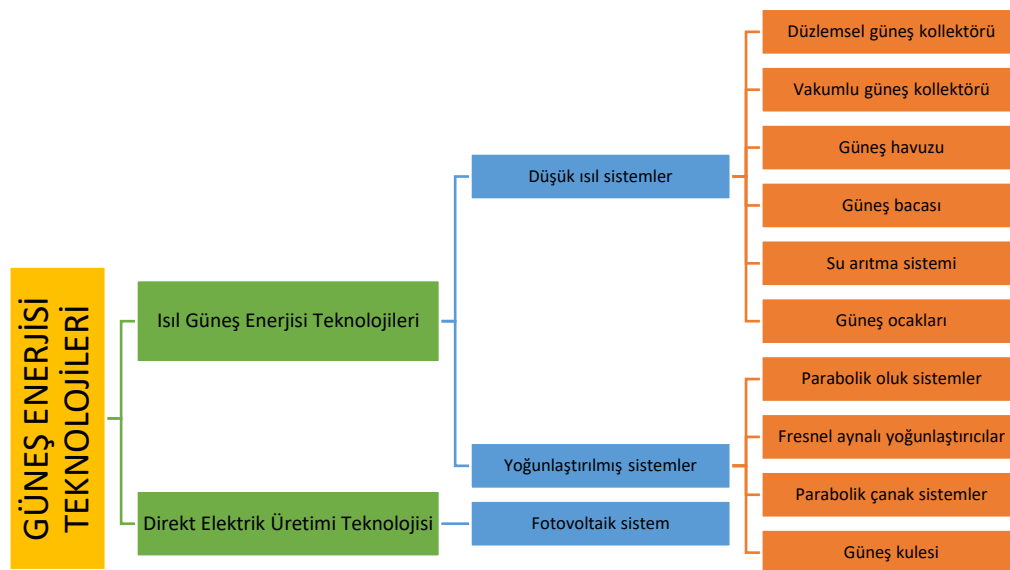 GÜNEŞ ENERJİSİ
TEKNOLOJİLERİ
Isıl Güneş Enerjisi Teknolojileri
Düşük ısıl sistemler
Düzlemsel güneş kollektörü
Vakumlu güneş kollektörü
Güneş havuzu
Güneş bacası
Su arıtma sistemi
Güneş ocakları
Yoğunlaştırılmış sistemler
Parabolik oluk sistemler
Fresnel aynalı yoğunlaştırıcılar
Parabolik çanak sistemler
Güneş kulesi
Direkt Elektrik Üretimi Teknolojisi
Fotovoltaik sistem